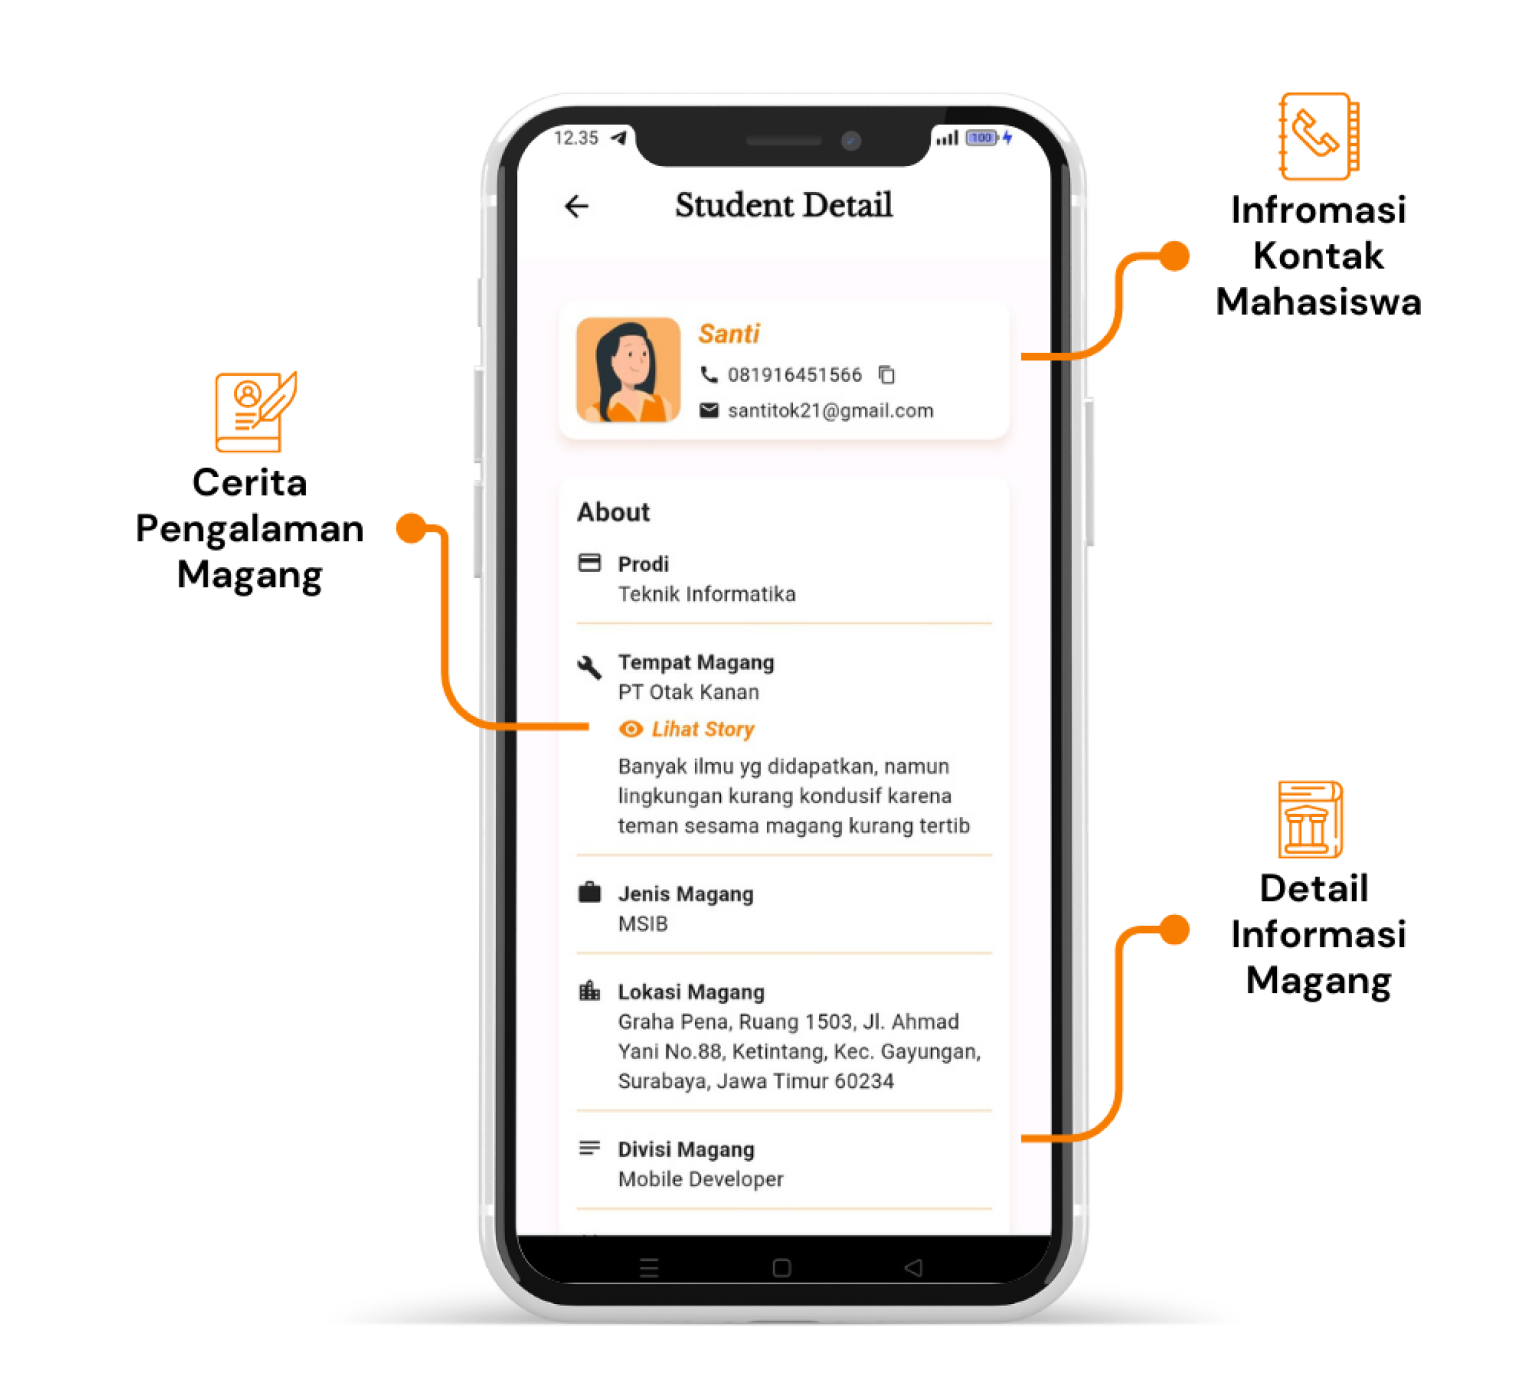 12.35
100
Student Detail
Santi
081916451566
santitok21@gmail.com
About
Prodi
Teknik Informatika
Tempat Magang
PT Otak Kanan
Lihat Story
Banyak ilmu yg didapatkan, namun
lingkungan kurang kondusif karena
teman sesama magang kurang tertib
Jenis Magang
MSIB
Lokasi Magang
Graha Pena, Ruang 1503, Jl. Ahmad
Yani No.88, Ketintang, Kec. Gayungan,
Surabaya, Jawa Timur 60234
Divisi Magang
Mobile Developer
Infromasi
Kontak
Mahasiswa
Cerita
Pengalaman
Magang
Detail
Informasi
Magang